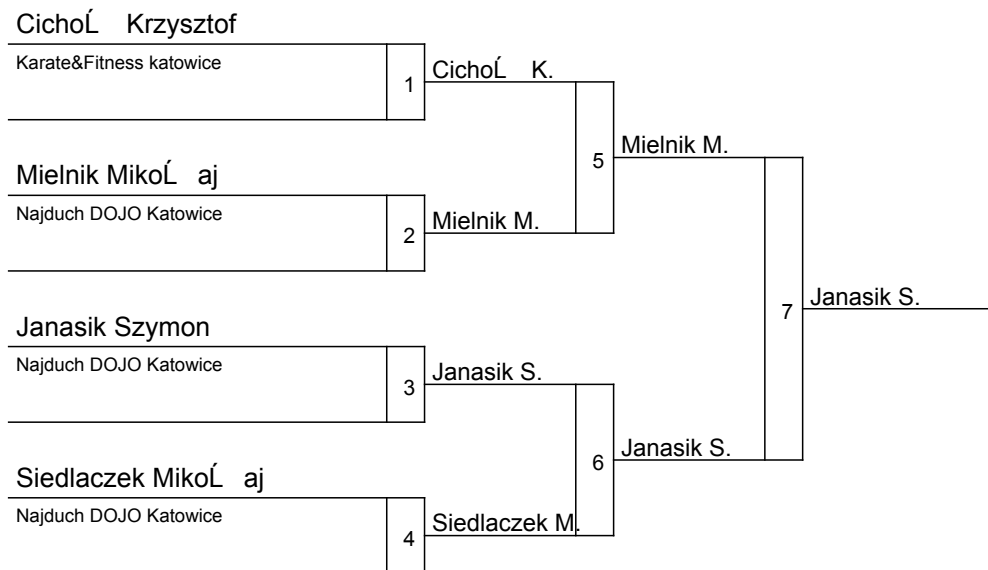 CichoĹ Krzysztof
Karate&Fitness katowice
1
CichoĹ K.
5
Mielnik M.
Mielnik MikoĹ aj
Najduch DOJO Katowice
2
Mielnik M.
7
Janasik S.
Janasik Szymon
Najduch DOJO Katowice
3
Janasik S.
6
Janasik S.
Siedlaczek MikoĹ aj
Najduch DOJO Katowice
4
Siedlaczek M.